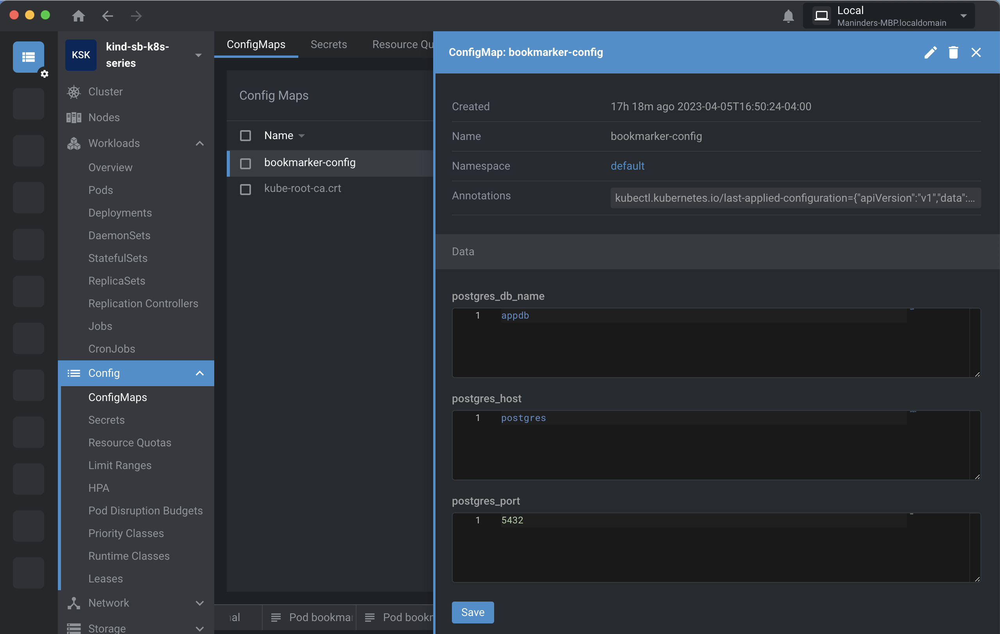 Local
Maninders-MBP.localdomain
KSK
kind-sb-k8s-
series
Cluster
Nodes
Workloads
Overview
Pods
Deployments
DaemonSets
StatefulSets
ReplicaSets
Replication Controllers
Jobs
CronJobs
Config
ConfigMaps
Secrets
Resource Quotas
Limit Ranges
HPA
Pod Disruption Budgets
Priority Classes
Runtime Classes
Leases
Network
Storage
ConfigMaps Secrets Resource Qu
Config Maps
Name
bookmarker-config
kube-root-ca.crt
al Pod bookmar Pod bookr
ConfigMap: bookmarker-config
Created 17h 18m ago 2023-04-05T16:50:24-04:00
Name bookmarker-config
Namespace default
Annotations kubectl.kubernetes.io/last-applied-configuration={"apiVersion":"v1","data":...
Data
postgres_db_name
1 appdb
postgres_host
1 postgres
postgres_port
1 5432
Save